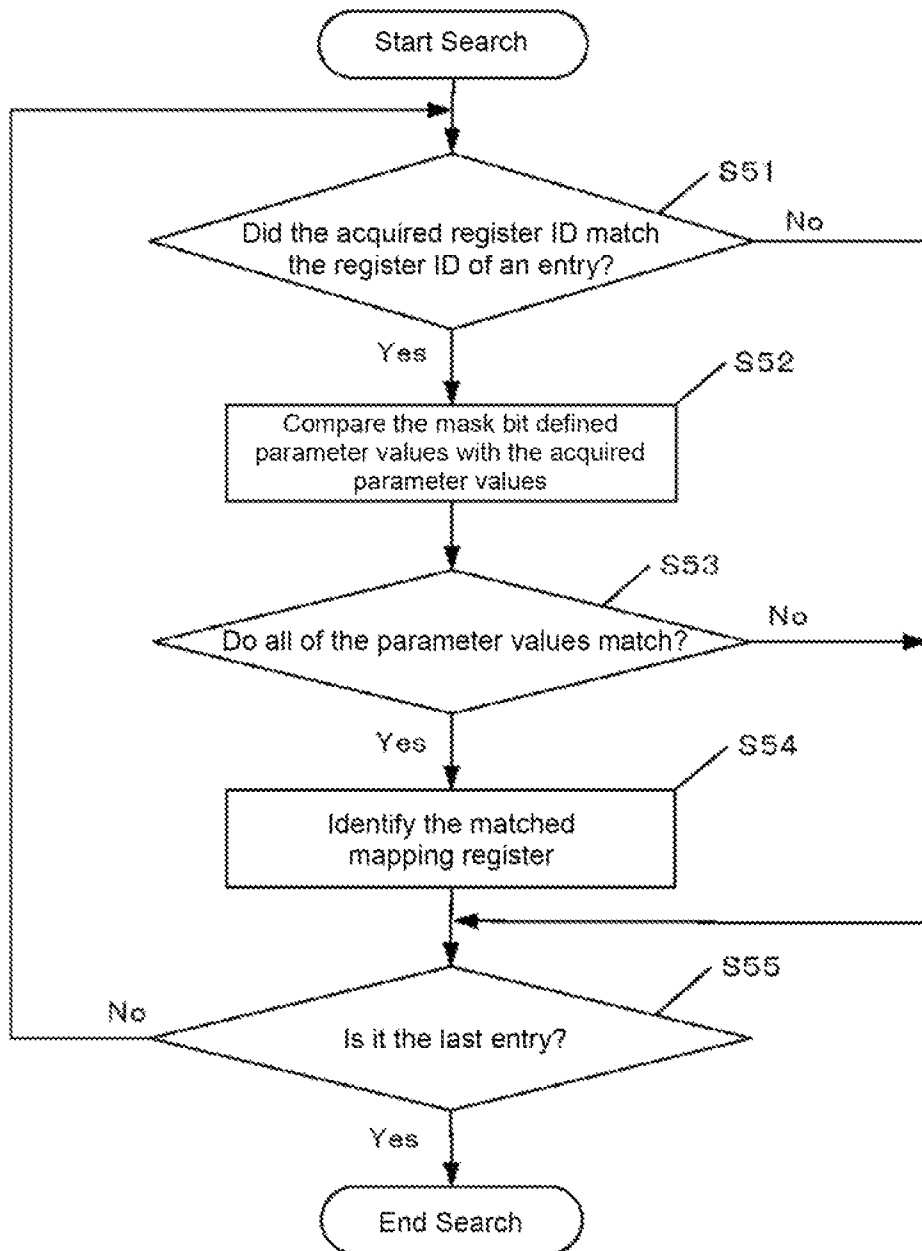 Start Search
S51
No
Did the acquired register ID match
the register ID of an entry?
Yes
S52
Compare the mask bit defined
parameter values with the acquired
parameter values
S53
No
Do all of the parameter values match?
Yes
S54
Identify the matched
mapping register
S55
No
Is it the last entry?
Yes
End Search